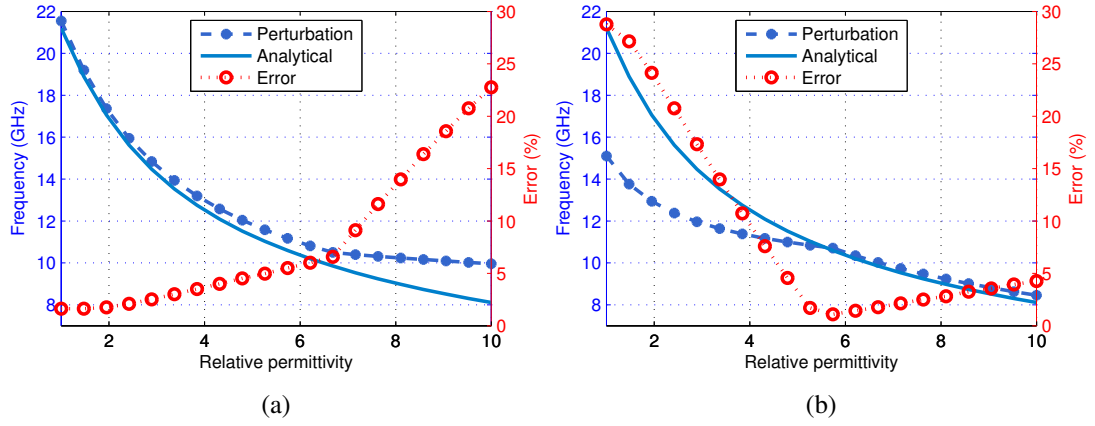 22
20
18
16
14
12
10
8
Frequency (GHz)
30
25
20
15
10
5
0
Error (%)
Perturbation
Analytical
Error
2
4
6
8
10
Relative permittivity
(a)
22
20
18
16
14
12
10
8
Frequency (GHz)
30
25
20
15
10
5
0
Error (%)
Perturbation
Analytical
Error
2
4
6
8
10
Relative permittivity
(b)